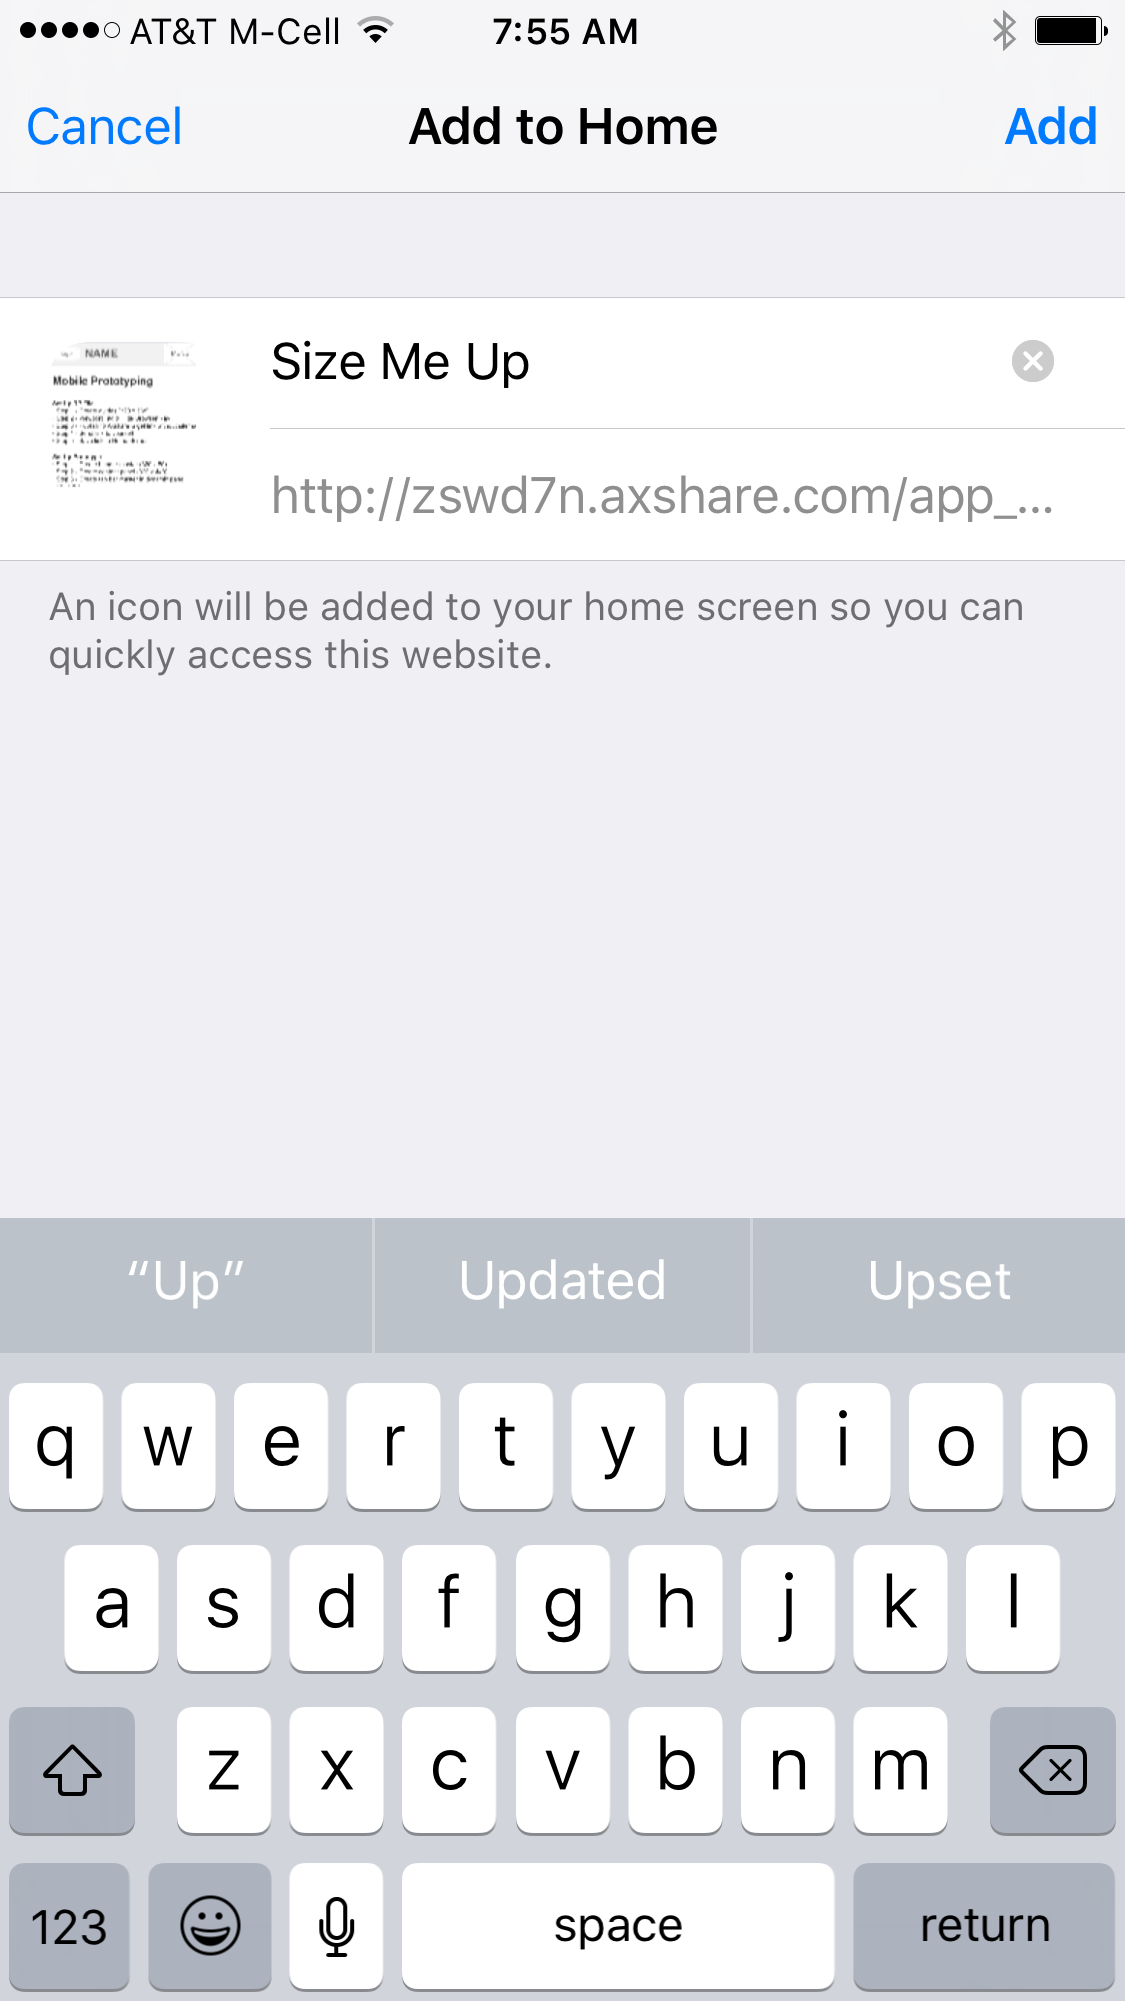 AT&T M-Cell 7:55 AM
Cancel Add to Home Add
NAME
Mobile Prototyping
Size Me Up
http://zswd7n.axshare.com/app_...
An icon will be added to your home screen so you can
quickly access this website.
“Up” Updated Upset
q w e r t y u i o p
a s d f g h j k l
z x c v b n m
123 space return